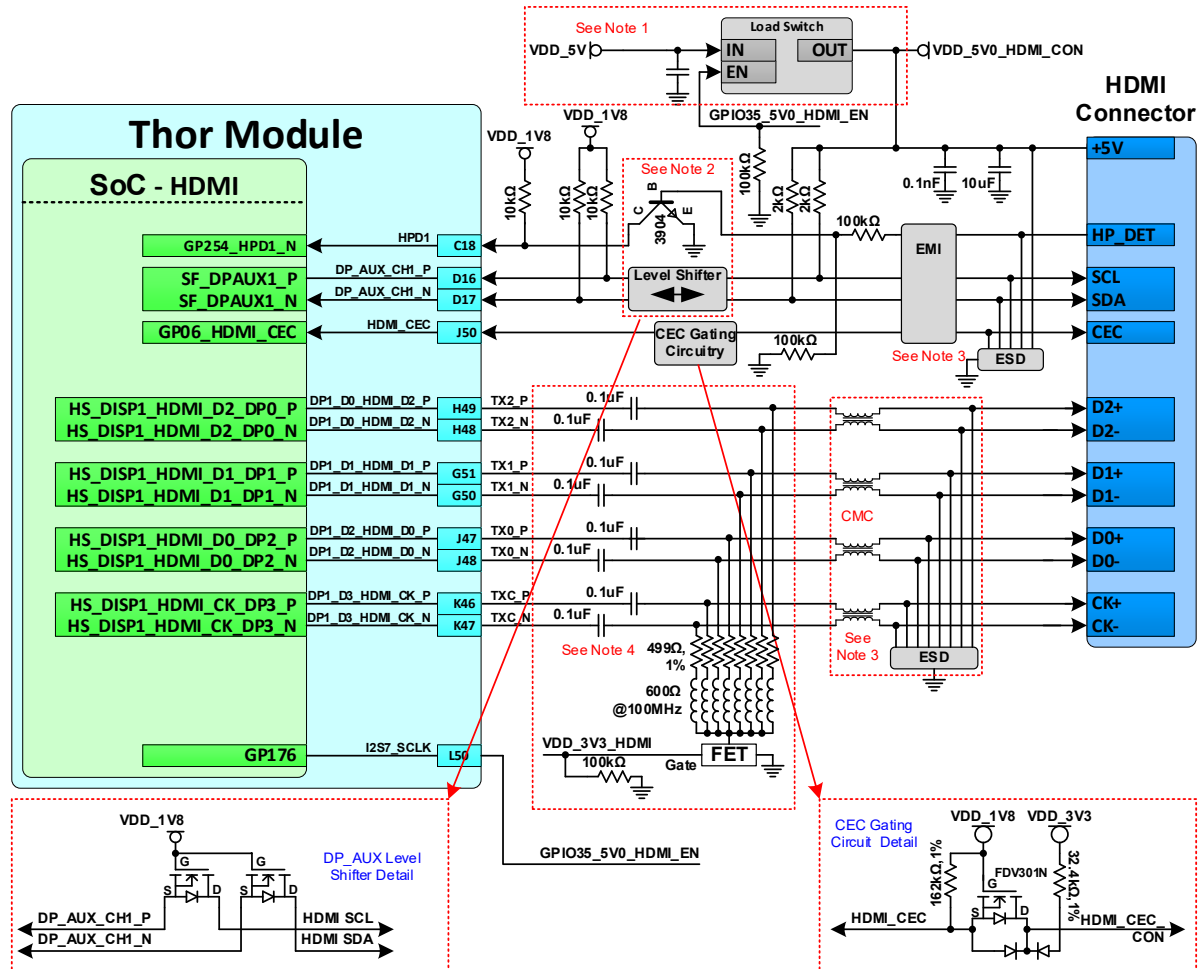 See Note 1
Load Switch
VDD_5V
IN
OUT
EN
VDD_5V0_HDMI_CON
GPIO35_5V0_HDMI_EN
HDMI
Connector
Thor Module
SoC - HDMI
VDD_1V8
VDD_1V8
10kΩ
10kΩ
10kΩ
See Note 2
B
C
E
3904
100kΩ
2kΩ
2kΩ
0.1nF
10uF
+5V
GP254_HPD1_N
HPD1
C18
100kΩ
EMI
HP_DET
SF_DPAUX1_P
DP_AUX_CH1_P
D16
Level Shifter
SCL
SF_DPAUX1_N
DP_AUX_CH1_N
D17
SDA
GP06_HDMI_CEC
HDMI_CEC
J50
CEC Gating
Circuitry
100kΩ
See Note 3
ESD
CEC
HS_DISP1_HDMI_D2_DP0_P
DP1_D0_HDMI_D2_P
H49
TX2_P
0.1uF
D2+
HS_DISP1_HDMI_D2_DP0_N
DP1_D0_HDMI_D2_N
H48
TX2_N
0.1uF
D2-
HS_DISP1_HDMI_D1_DP1_P
DP1_D1_HDMI_D1_P
G51
TX1_P
0.1uF
D1+
HS_DISP1_HDMI_D1_DP1_N
DP1_D1_HDMI_D1_N
G50
TX1_N
0.1uF
D1-
CMC
HS_DISP1_HDMI_D0_DP2_P
DP1_D2_HDMI_D0_P
J47
TX0_P
0.1uF
D0+
HS_DISP1_HDMI_D0_DP2_N
DP1_D2_HDMI_D0_N
J48
TX0_N
0.1uF
D0-
HS_DISP1_HDMI_CK_DP3_P
DP1_D3_HDMI_CK_P
K46
TXC_P
0.1uF
CK+
HS_DISP1_HDMI_CK_DP3_N
DP1_D3_HDMI_CK_N
K47
TXC_N
0.1uF
CK-
See Note 4
499Ω,
1%
600Ω
@100MHz
See
Note 3
ESD
VDD_3V3_HDMI
100kΩ
Gate
FET
GP176
I2S7_SCLK
L50
GPIO35_5V0_HDMI_EN
VDD_1V8
DP_AUX Level
Shifter Detail
G
G
S
D
S
D
DP_AUX_CH1_P
HDMI SCL
DP_AUX_CH1_N
HDMI SDA
CEC Gating
Circuit Detail
VDD_1V8
VDD_3V3
162kΩ,1%
FDV301N
32.4kΩ,1%
G
S
D
HDMI_CEC
HDMI_CEC_
CON